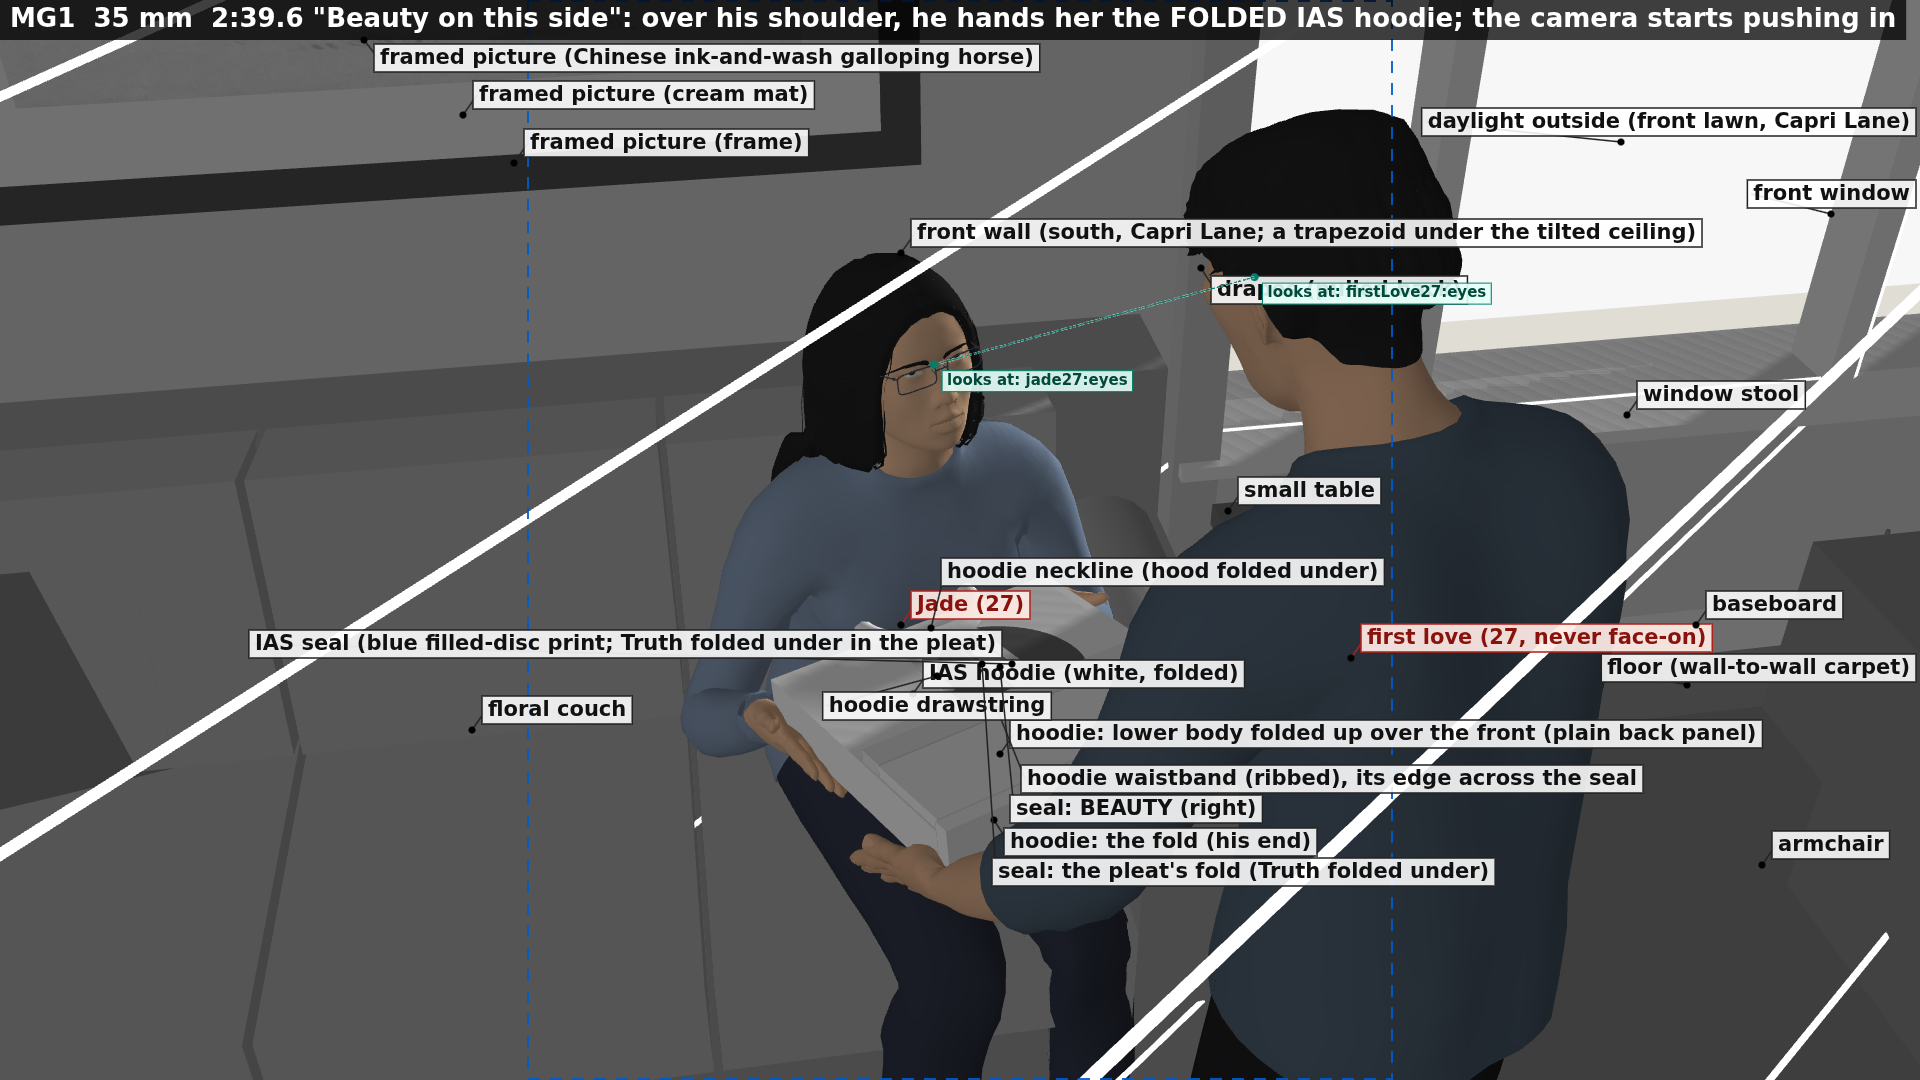 MG1 35 mm 2:39.6 "Beauty on this side": over his shoulder, he hands her the FOLDED IAS hoodie; the camera starts pushing in
framed picture (Chinese ink-and-wash galloping horse)
framed picture (cream mat)
daylight outside (front lawn, Capri Lane)
framed picture (frame)
front window
front wall (south, Capri Lane; a trapezoid under the tilted ceiling)
looks at: firstLove27:eyes
looks at: jade27:eyes
window stool
small table
hoodie neckline (hood folded under)
Jade (27)
baseboard
first love (27, never face-on)
IAS seal (blue filled-disc print; Truth folded under in the pleat)
floor (wall-to-wall carpet)
IAS hoodie (white, folded)
hoodie drawstring
floral couch
hoodie: lower body folded up over the front (plain back panel)
hoodie waistband (ribbed), its edge across the seal
seal: BEAUTY (right)
hoodie: the fold (his end)
armchair
seal: the pleat's fold (Truth folded under)